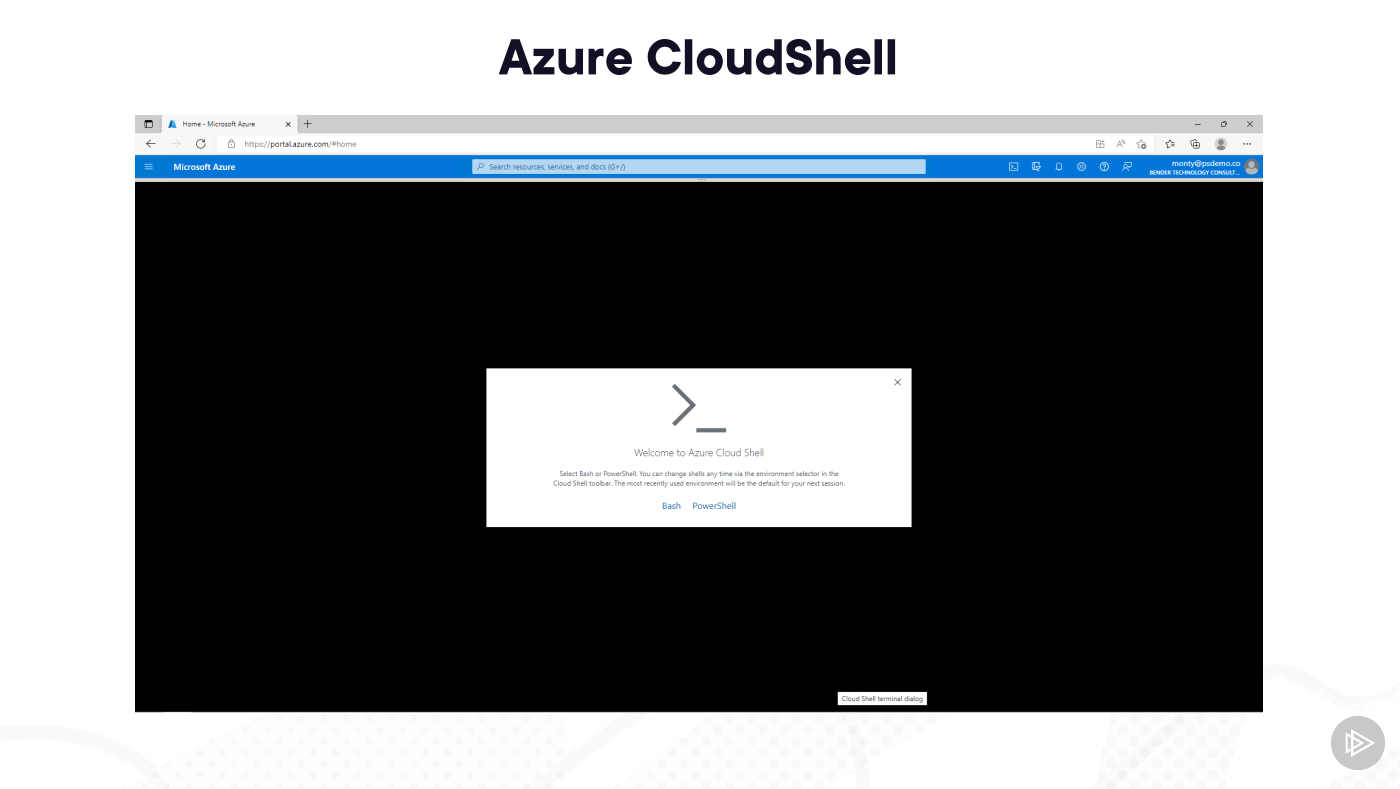 Azure CloudShell
Home - Microsoft Azure
https://portal.azure.com/#home
Microsoft Azure
Search resources, services, and docs (G+/)
monty@psdemo.co
BENDER TECHNOLOGY CONSULT...
Welcome to Azure Cloud Shell
Select Bash or PowerShell. You can change shells any time via the environment selector in the
Cloud Shell toolbar. The most recently used environment will be the default for your next session.
Bash PowerShell
Cloud Shell terminal dialog